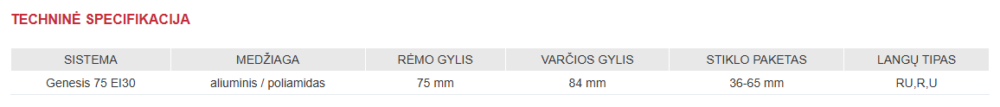 TECHNINĖ SPECIFIKACIJA
SISTEMA MEDŽIAGA RĖMO GYLIS VARČIOS GYLIS STIKLO PAKETAS LANGŲ TIPAS
Genesis 75 EI30 aliuminis / poliamidas 75 mm 84 mm 36-65 mm RU,R,U